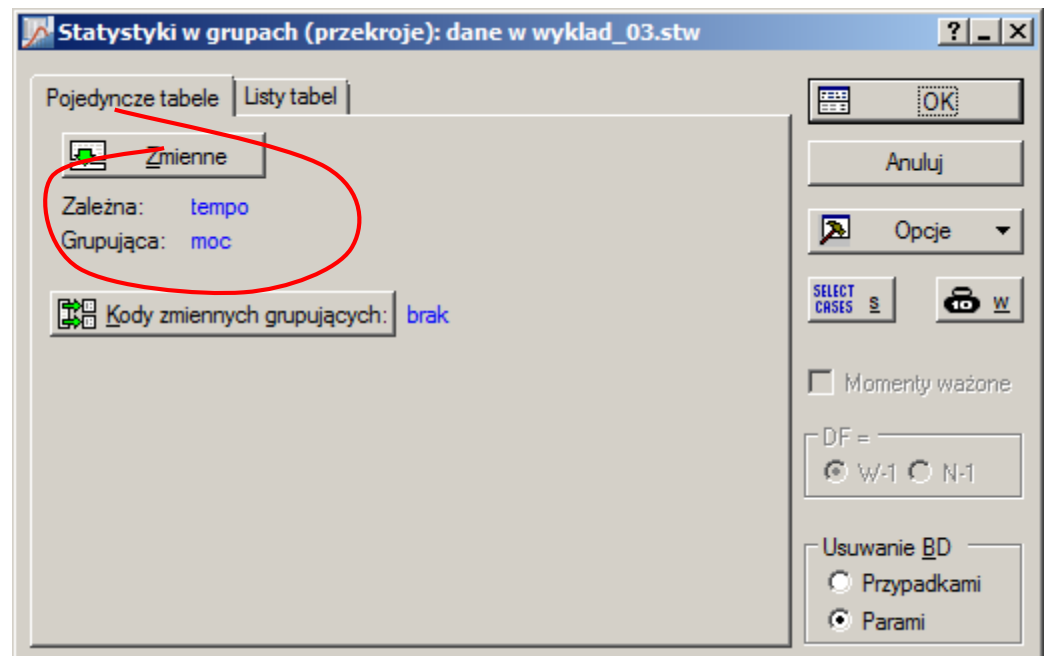 Statystyki w grupach (przekroje): dane w wyklad_03.stw
Pojedyncze tabele
Listy tabel
Zmienne
Zależna: tempo
Grupująca: moc
Kody zmiennych grupujących: brak
OK
Anuluj
Opcje
SELECT CASES S
W
Momenty ważone
DF =
W-1 N-1
Usuwanie BD
Przypadkami
Parami